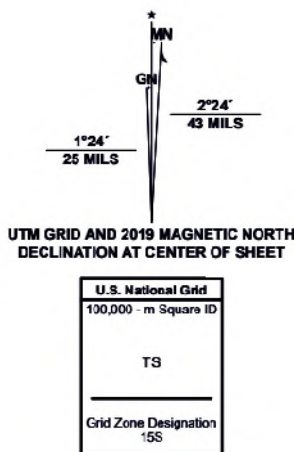 ★
MN
GN
2°24´
43 MILS
1°24´
25 MILS
UTM GRID AND 2019 MAGNETIC NORTH
DECLINATION AT CENTER OF SHEET
U.S. National Grid
100,000 - m Square ID
TS
Grid Zone Designation
15S